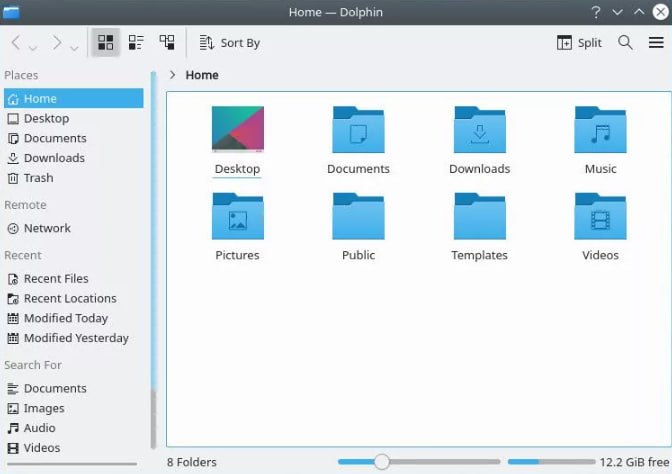 Home — Dolphin
Sort By
Split
Places
Home
Desktop
Documents
Downloads
Trash
Remote
Network
Recent
Recent Files
Recent Locations
Modified Today
Modified Yesterday
Search For
Documents
Images
Audio
Videos
Home
Desktop
Documents
Downloads
Music
Pictures
Public
Templates
Videos
8 Folders
12.2 GiB free